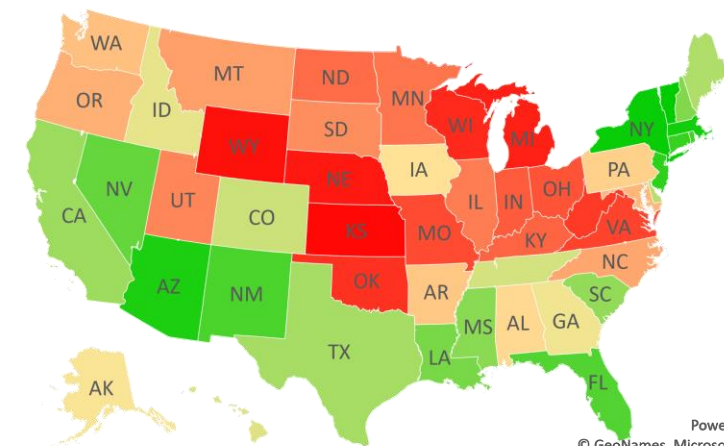 WA
MT
ND
MN
OR
ID
SD
WI
MI
NY
WY
IA
PA
NE
NV
UT
CO
IL
IN
OH
CA
KS
MO
KY
VA
NC
AZ
NM
OK
AR
SC
MS
AL
GA
TX
LA
FL
AK
Powe
© GeoNames, Microso